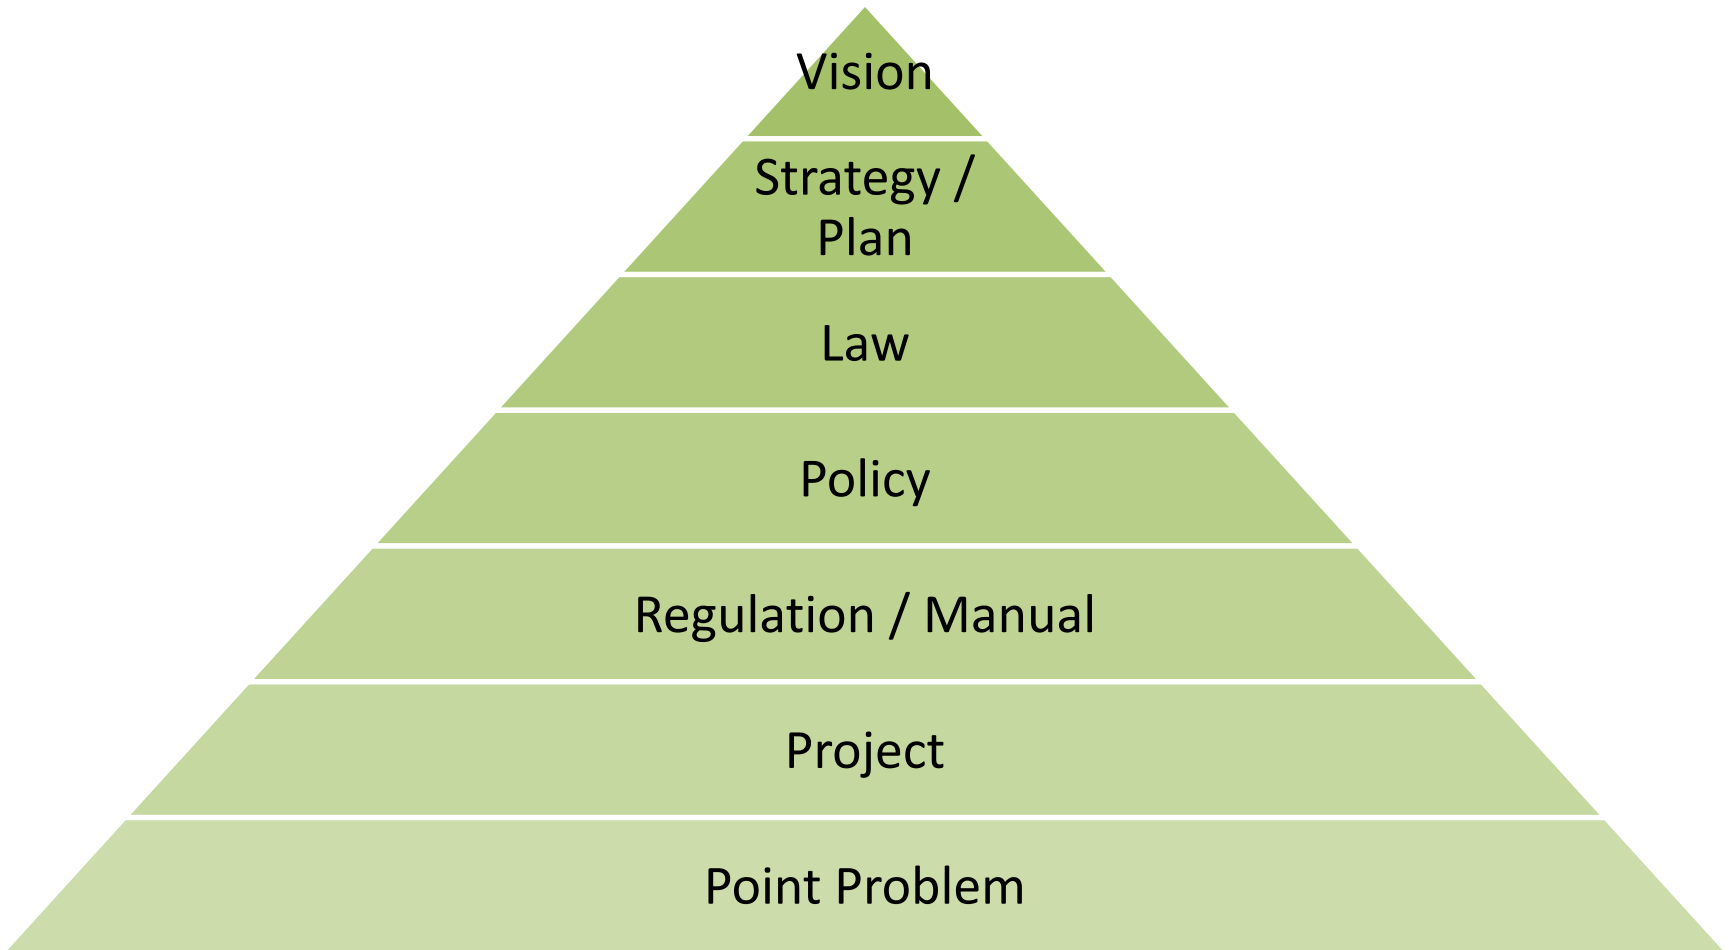 Vision
Strategy /
Plan
Law
Policy
Regulation / Manual
Project
Point Problem